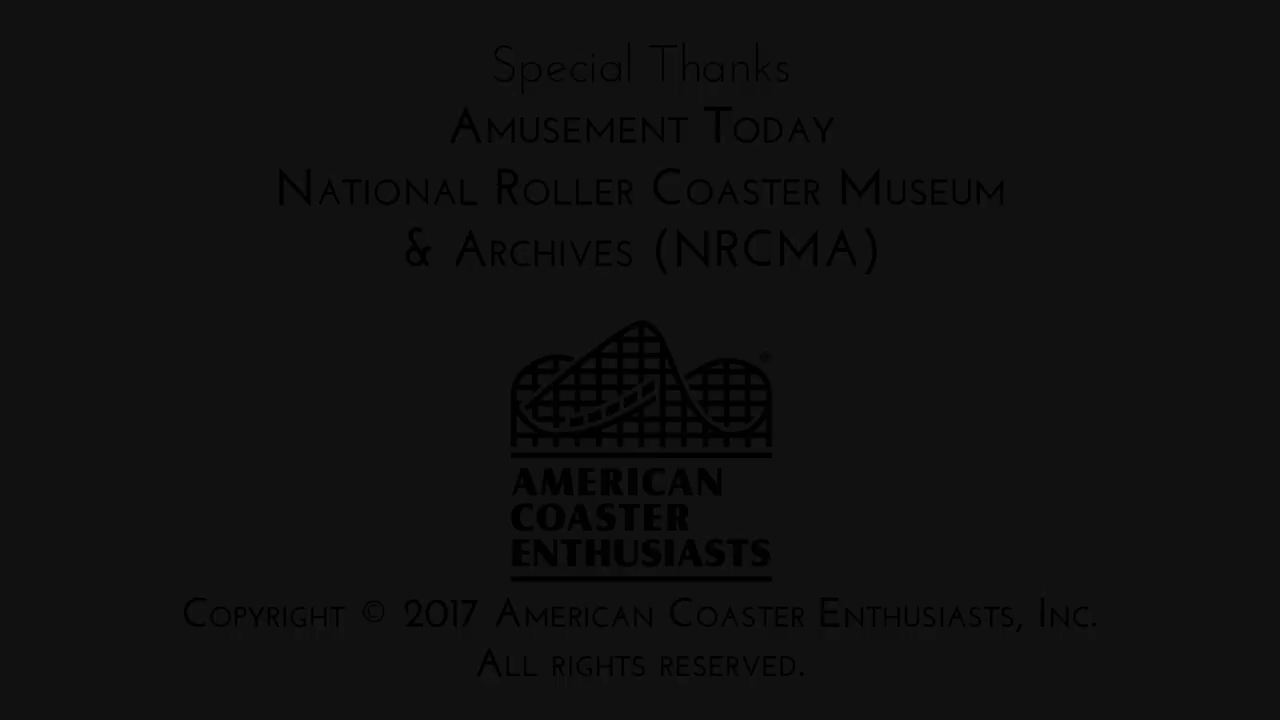 Special Thanks
Amusement Today
National Roller Coaster Museum
& Archives (NRCMA)
®
AMERICAN
COASTER
ENTHUSIASTS
Copyright © 2017 American Coaster Enthusiasts, Inc.
All rights reserved.